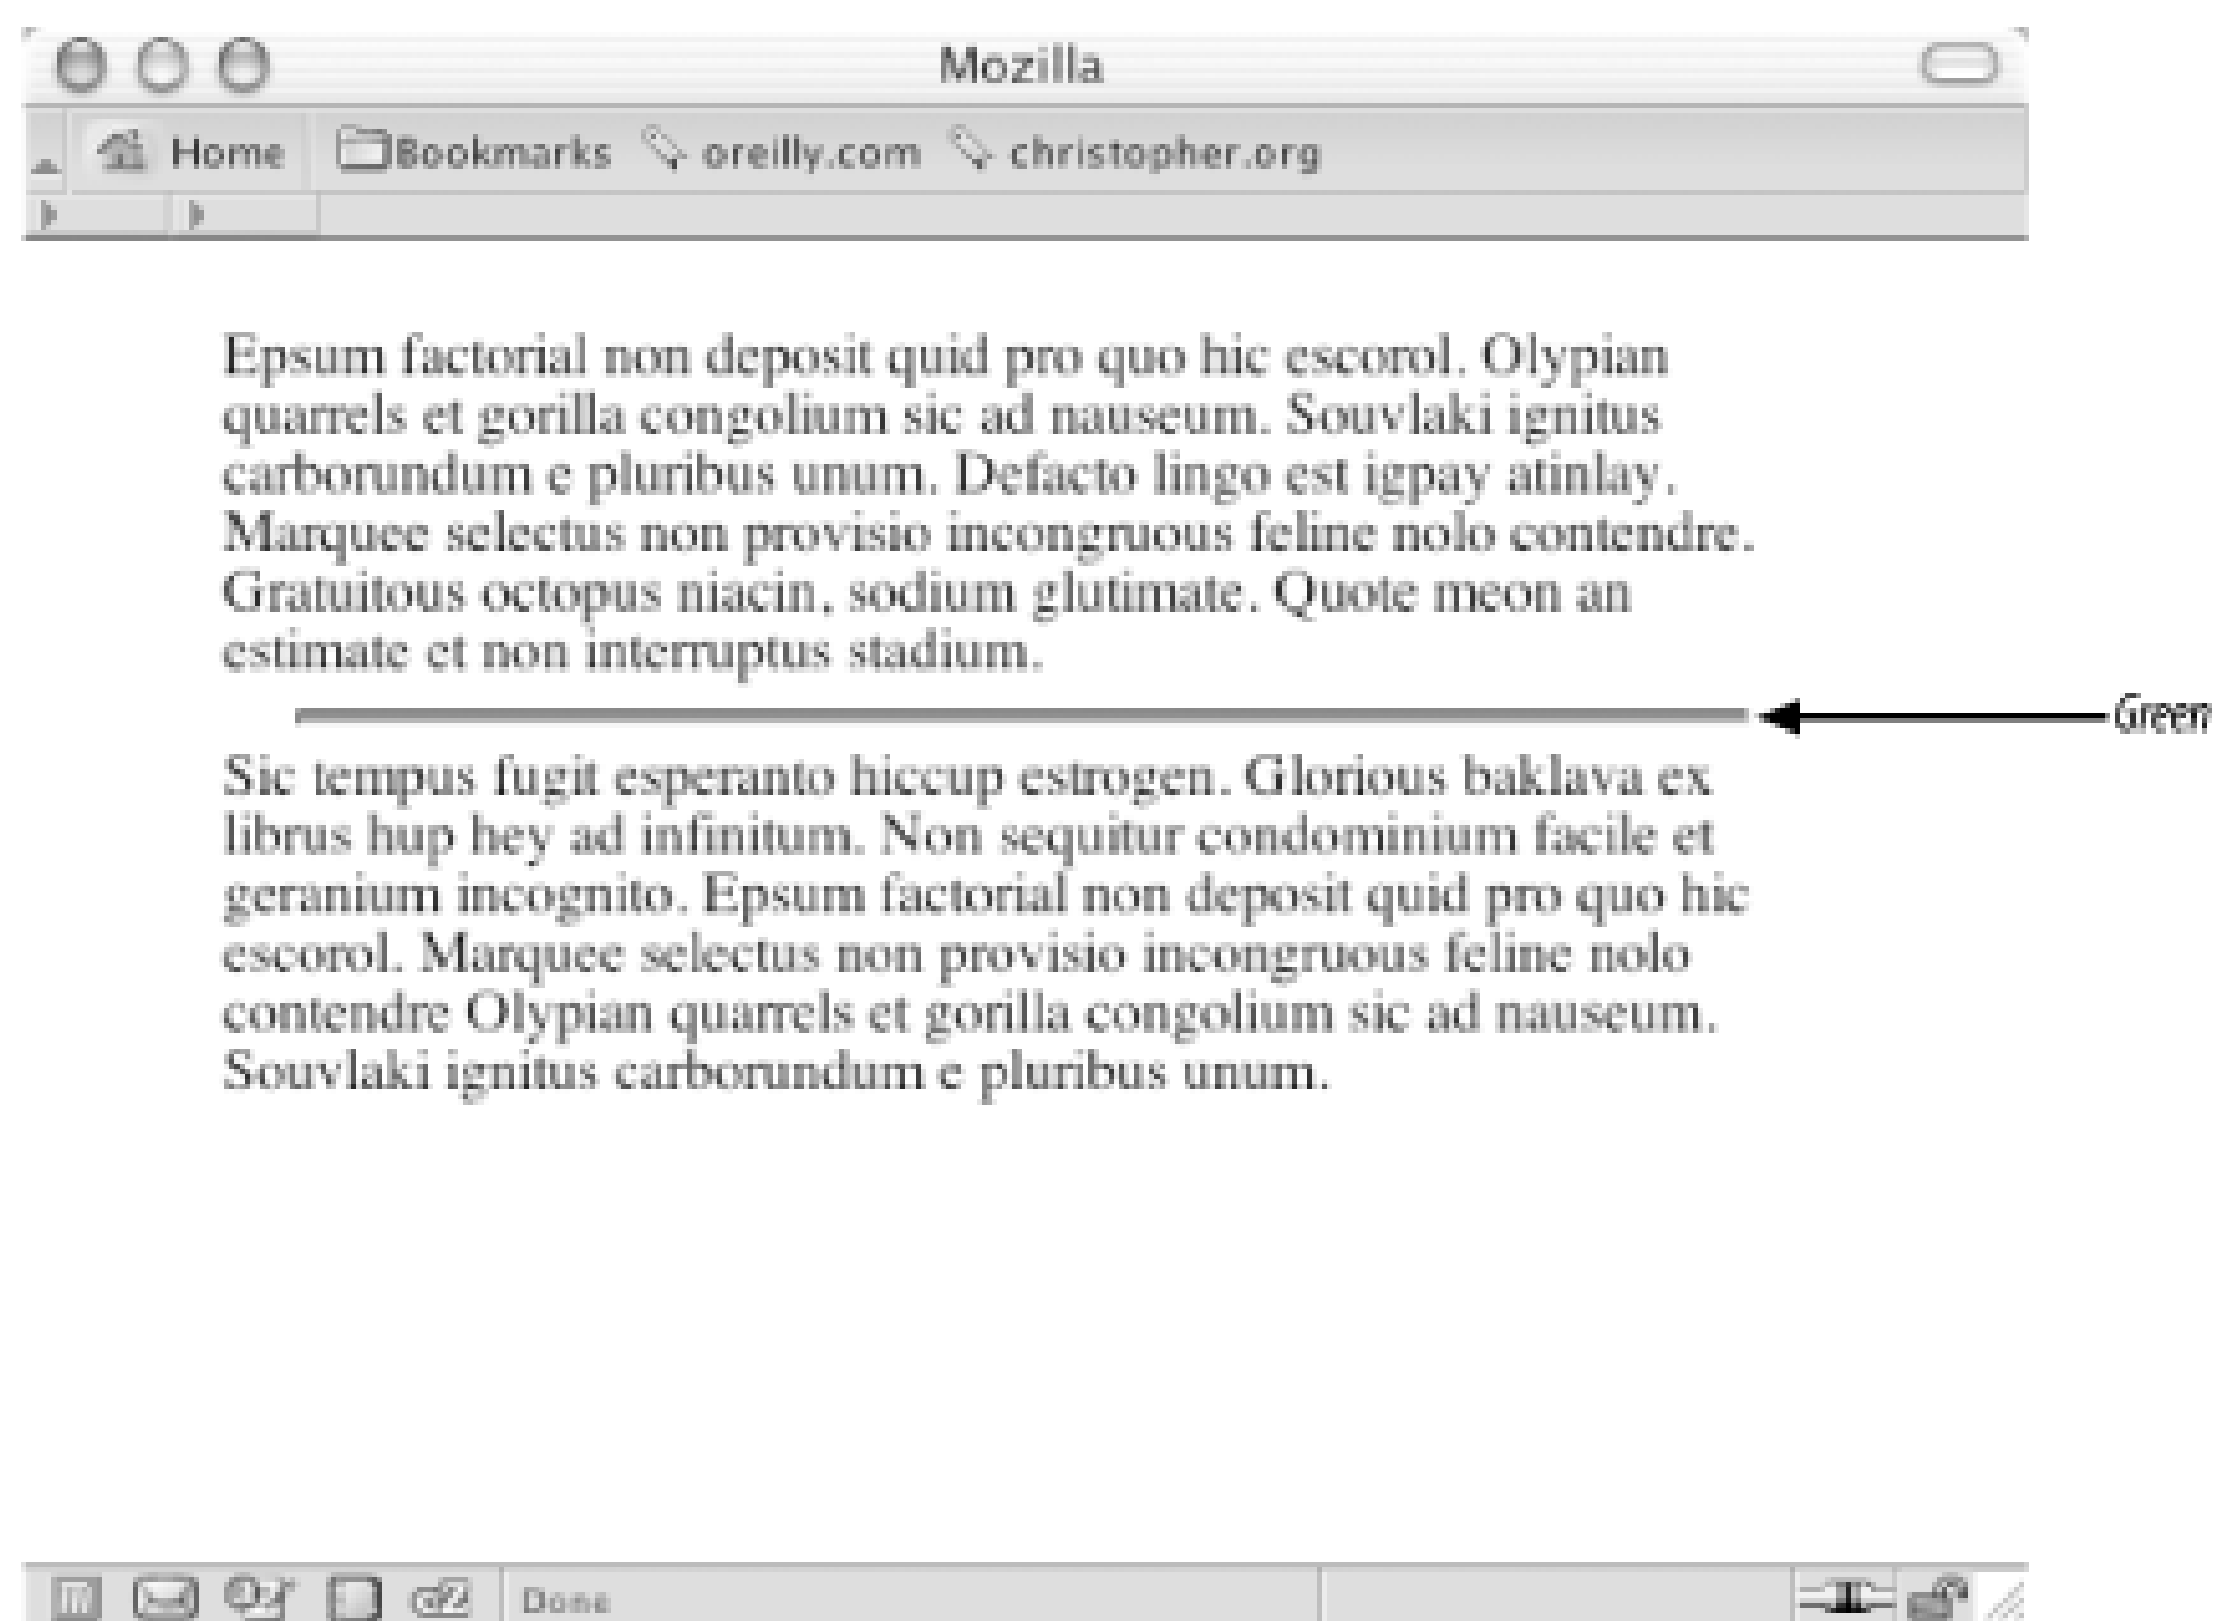 Mozilla
Home Bookmarks oreilly.com christopher.org
Epsum factorial non deposit quid pro quo hic escorol. Olypian
quarrels et gorilla congolium sic ad nauseum. Souvlaki ignitus
carborundum e pluribus unum. Defacto lingo est igpay atinlay.
Marquee selectus non provisio incongruous feline nolo contendre.
Gratuitous octopus niacin, sodium glutimate. Quote meon an
estimate et non interruptus stadium.
Green
Sic tempus fugit esperanto hiccup estrogen. Glorious baklava ex
librus hup hey ad infinitum. Non sequitur condominium facile et
geranium incognito. Epsum factorial non deposit quid pro quo hic
escorol. Marquee selectus non provisio incongruous feline nolo
contendre Olypian quarrels et gorilla congolium sic ad nauseum.
Souvlaki ignitus carborundum e pluribus unum.
Done